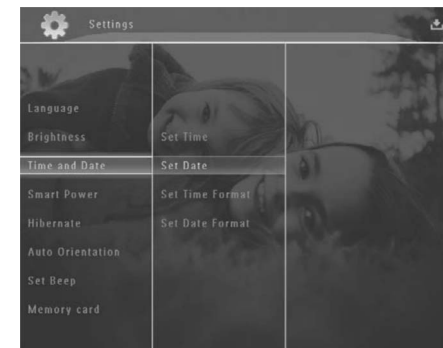 Settings
Language
Brightness
Time and Date
Smart Power
Hibernate
Auto Orientation
Set Beep
Memory card
Set Time
Set Date
Set Time Format
Set Date Format